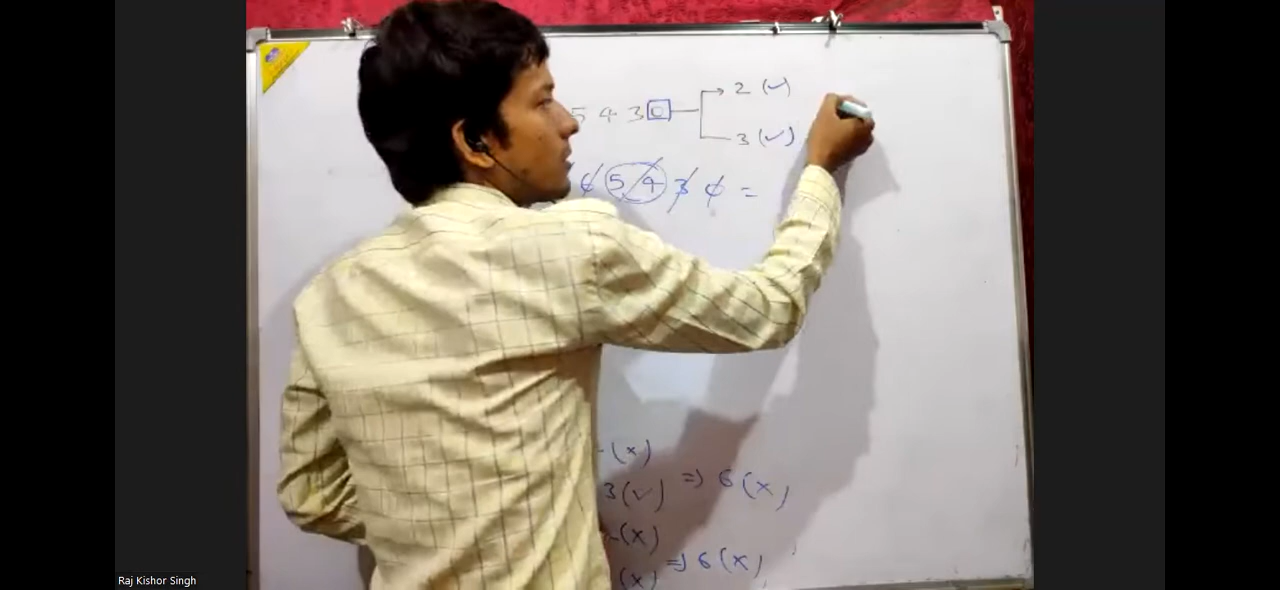 2 (✓)
5 4 3 0
3 (✓)
6 5 4 3 0 =
(x)
3 (✓) => 6 (x)
(x)
=> 6 (x)
(x)
Raj Kishor Singh